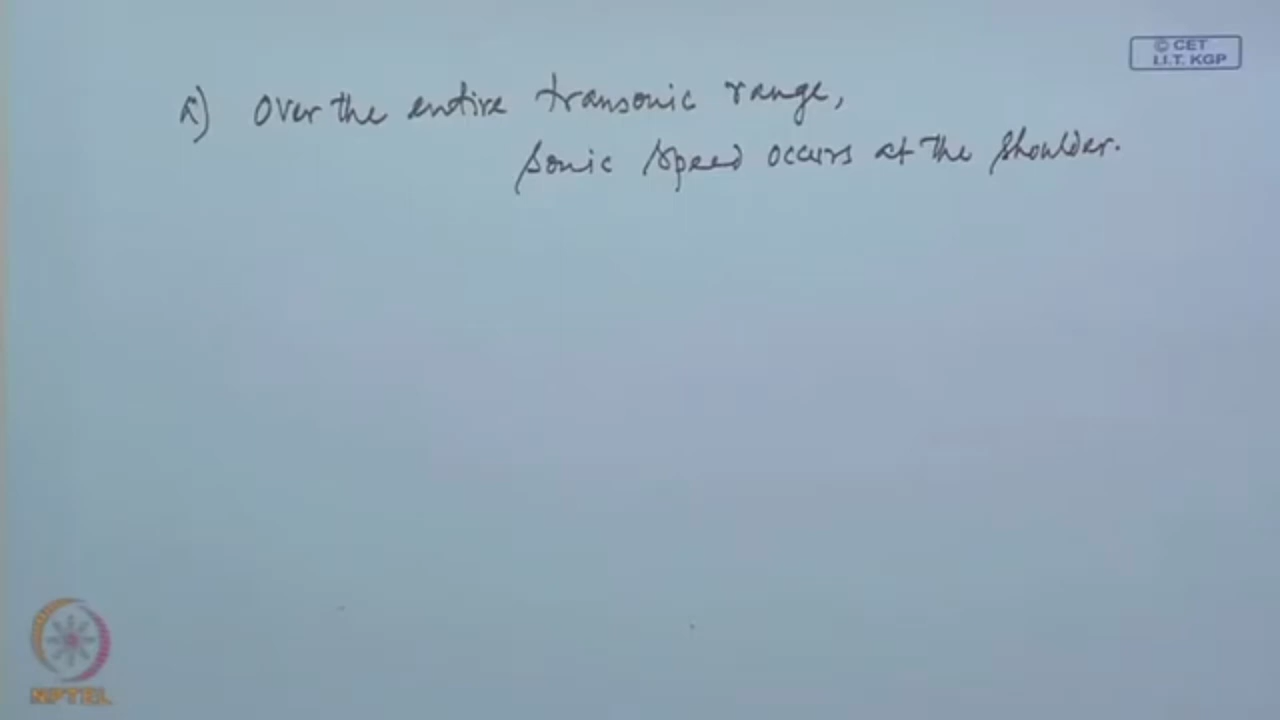 © CET
I.I.T. KGP
a) Over the entire transonic range,
sonic speed occurs at the shoulder.
NPTEL